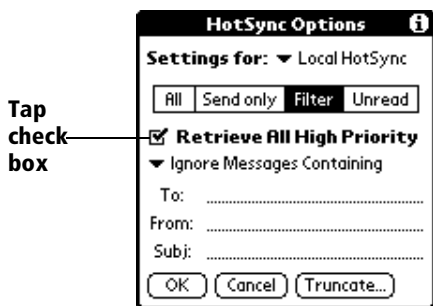 HotSync Options
Settings for: Local HotSync
All Send only Filter Unread
Tap
check
box
Retrieve All High Priority
Ignore Messages Containing
To:
From:
Subj:
OK Cancel Truncate...